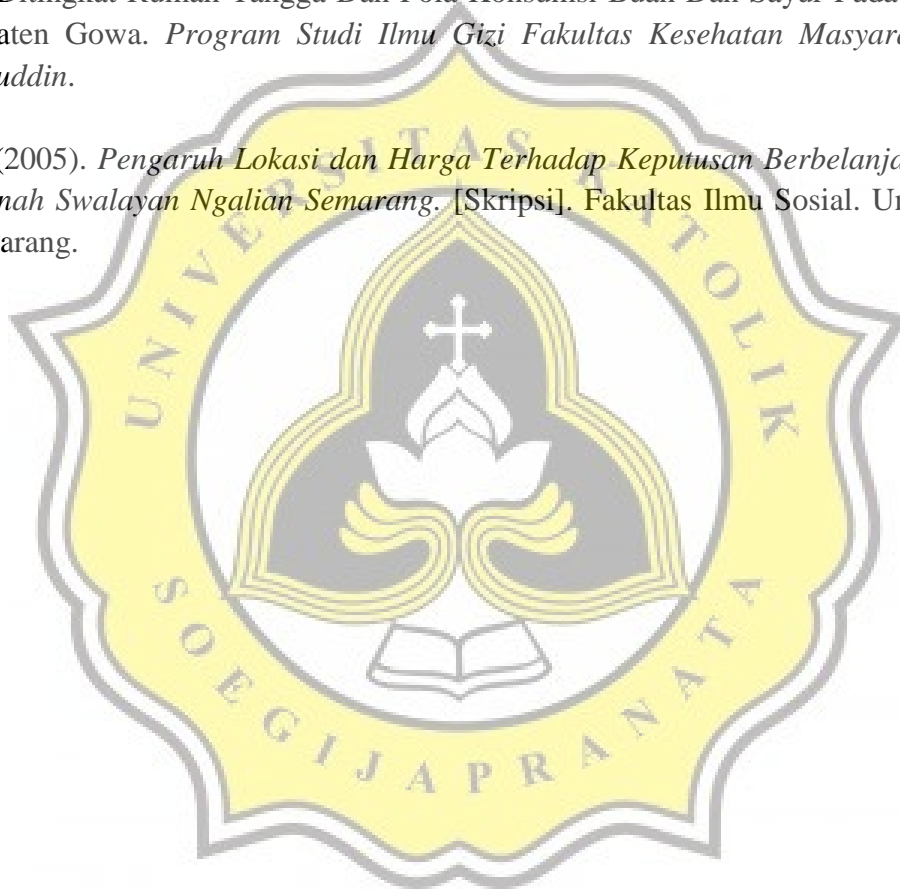 Ditingkat Rumah Tangga Dan Pola Konsumsi Buah Dan Sayur Pada
aten Gowa. Program Studi Ilmu Gizi Fakultas Kesehatan Masyara
uddin.
(2005). Pengaruh Lokasi dan Harga Terhadap Keputusan Berbelanja
nah Swalayan Ngalian Semarang. [Skripsi]. Fakultas Ilmu Sosial. Un
arang.
UNIVERSITAS KATOLIK
SOEGIJAPRANATA